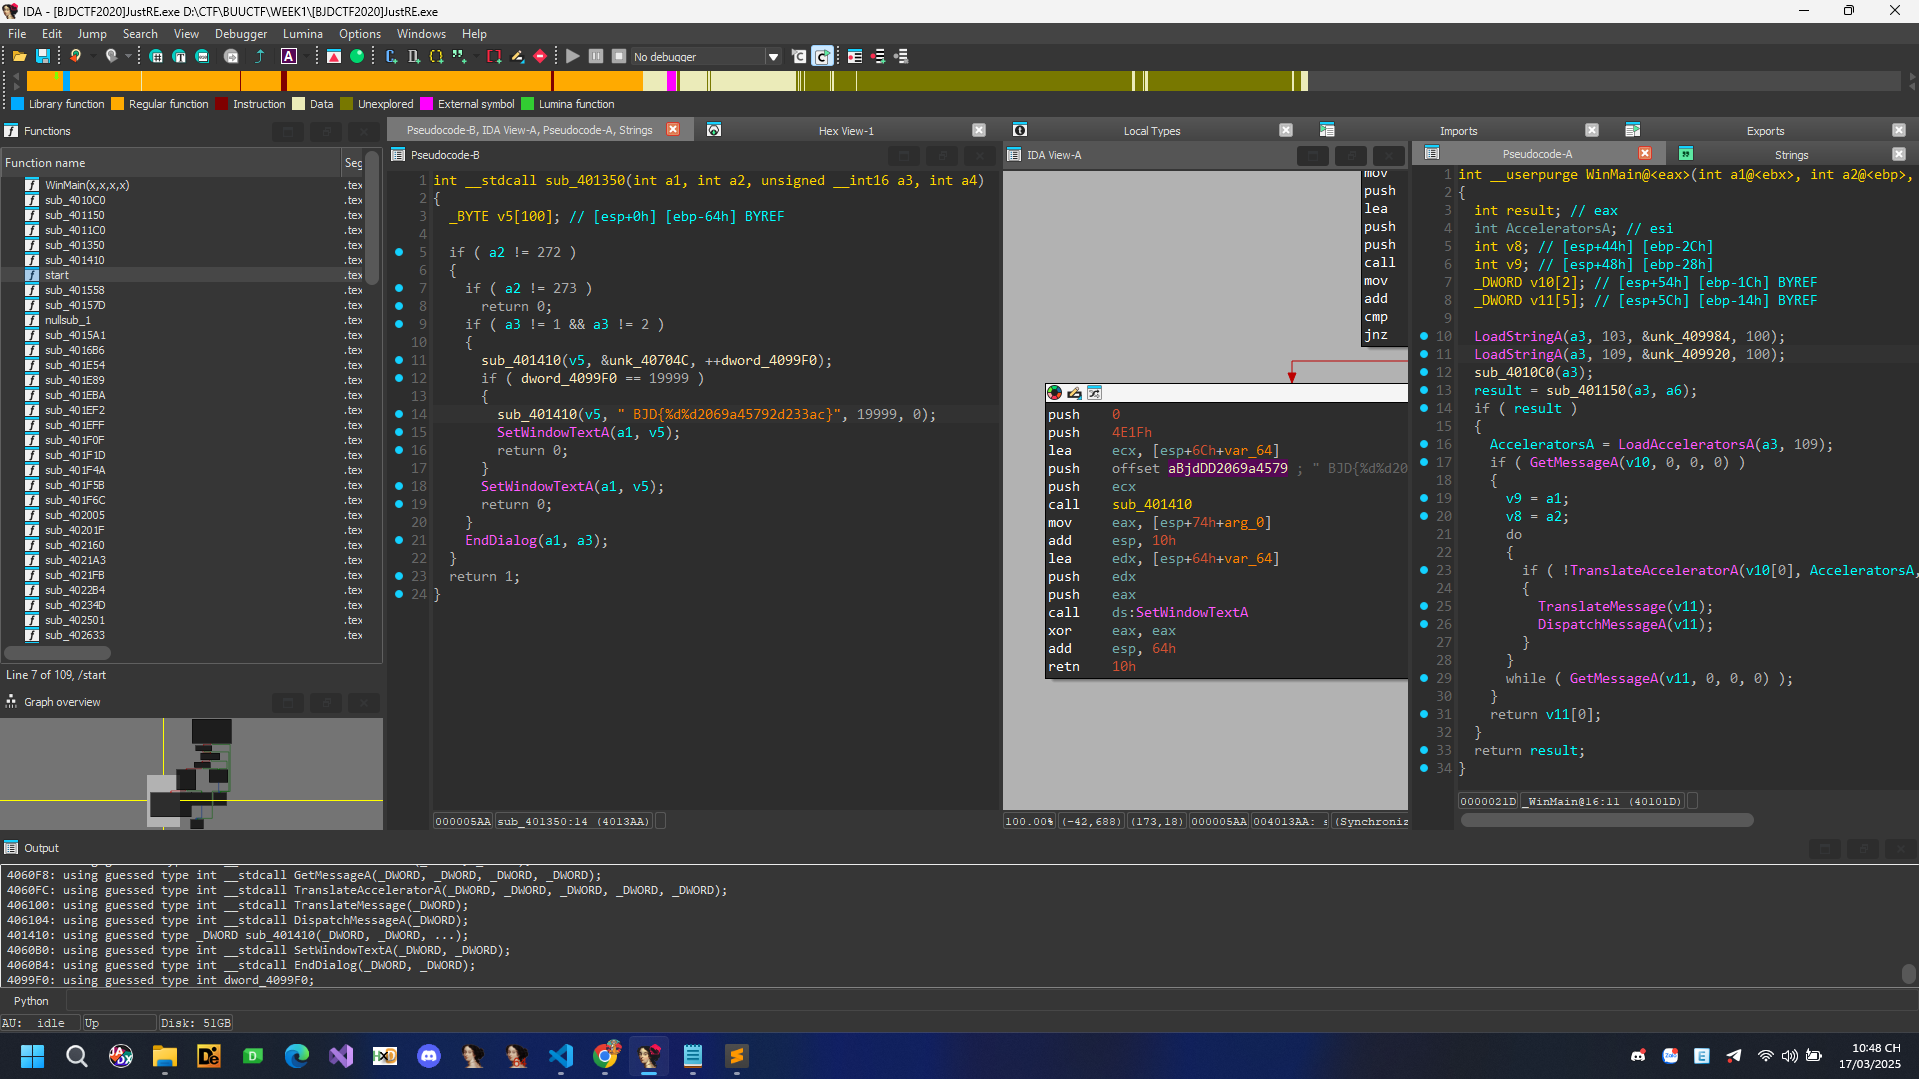 IDA - [BJDCTF2020]JustRE.exe D:\CTF\BUUCTF\WEEK1\[BJDCTF2020]JustRE.exe
File Edit Jump Search View Debugger Lumina Options Windows Help
No debugger
Library function Regular function Instruction Data Unexplored External symbol Lumina function
Functions
Function name Seg
WinMain(x,x,x,x) .tex
sub_4010C0 .tex
sub_401150 .tex
sub_4011C0 .tex
sub_401350 .tex
sub_401410 .tex
start .tex
sub_401558 .tex
sub_40157D .tex
nullsub_1 .tex
sub_4015A1 .tex
sub_4016B6 .tex
sub_401E54 .tex
sub_401E89 .tex
sub_401EBA .tex
sub_401EF2 .tex
sub_401EFF .tex
sub_401F0F .tex
sub_401F1D .tex
sub_401F4A .tex
sub_401F5B .tex
sub_401F6C .tex
sub_402005 .tex
sub_40201F .tex
sub_402160 .tex
sub_4021A3 .tex
sub_4021FB .tex
sub_4022B4 .tex
sub_40234D .tex
sub_402501 .tex
sub_402633 .tex
Line 7 of 109, /start
Graph overview
Pseudocode-B, IDA View-A, Pseudocode-A, Strings
Hex View-1
Local Types
Imports
Exports
Pseudocode-B
1 int __stdcall sub_401350(int a1, int a2, unsigned __int16 a3, int a4)
2 {
3 _BYTE v5[100]; // [esp+0h] [ebp-64h] BYREF
4
5 if ( a2 != 272 )
6 {
7 if ( a2 != 273 )
8 return 0;
9 if ( a3 != 1 && a3 != 2 )
10 {
11 sub_401410(v5, &unk_40704C, ++dword_4099F0);
12 if ( dword_4099F0 == 19999 )
13 {
14 sub_401410(v5, " BJD{%d%d2069a45792d233ac}", 19999, 0);
15 SetWindowTextA(a1, v5);
16 return 0;
17 }
18 SetWindowTextA(a1, v5);
19 return 0;
20 }
21 EndDialog(a1, a3);
22 }
23 return 1;
24 }
000005AA sub_401350:14 (4013AA)
IDA View-A
mov
push
lea
push
push
call
mov
add
cmp
jnz
push 0
push 4E1Fh
lea ecx, [esp+6Ch+var_64]
push offset aBjdDD2069a4579 ; " BJD{%d%d20
push ecx
call sub_401410
mov eax, [esp+74h+arg_0]
add esp, 10h
lea edx, [esp+64h+var_64]
push edx
push eax
call ds:SetWindowTextA
xor eax, eax
add esp, 64h
retn 10h
100.00% (-42,688) (173,18) 000005AA 004013AA: s (Synchroniz
Pseudocode-A
Strings
1 int __userpurge WinMain@<eax>(int a1@<ebx>, int a2@<ebp>,
2 {
3 int result; // eax
4 int AcceleratorsA; // esi
5 int v8; // [esp+44h] [ebp-2Ch]
6 int v9; // [esp+48h] [ebp-28h]
7 _DWORD v10[2]; // [esp+54h] [ebp-1Ch] BYREF
8 _DWORD v11[5]; // [esp+5Ch] [ebp-14h] BYREF
9
10 LoadStringA(a3, 103, &unk_409984, 100);
11 LoadStringA(a3, 109, &unk_409920, 100);
12 sub_4010C0(a3);
13 result = sub_401150(a3, a6);
14 if ( result )
15 {
16 AcceleratorsA = LoadAcceleratorsA(a3, 109);
17 if ( GetMessageA(v10, 0, 0, 0) )
18 {
19 v9 = a1;
20 v8 = a2;
21 do
22 {
23 if ( !TranslateAcceleratorA(v10[0], AcceleratorsA,
24 {
25 TranslateMessage(v11);
26 DispatchMessageA(v11);
27 }
28 }
29 while ( GetMessageA(v11, 0, 0, 0) );
30 }
31 return v11[0];
32 }
33 return result;
34 }
0000021D _WinMain@16:11 (40101D)
Output
4060F8: using guessed type int __stdcall GetMessageA(_DWORD, _DWORD, _DWORD, _DWORD);
4060FC: using guessed type int __stdcall TranslateAcceleratorA(_DWORD, _DWORD, _DWORD, _DWORD, _DWORD);
406100: using guessed type int __stdcall TranslateMessage(_DWORD);
406104: using guessed type int __stdcall DispatchMessageA(_DWORD);
401410: using guessed type _DWORD sub_401410(_DWORD, _DWORD, ...);
4060B0: using guessed type int __stdcall SetWindowTextA(_DWORD, _DWORD);
4060B4: using guessed type int __stdcall EndDialog(_DWORD, _DWORD);
4099F0: using guessed type int dword_4099F0;
Python
AU: idle Up Disk: 51GB
10:48 CH
17/03/2025